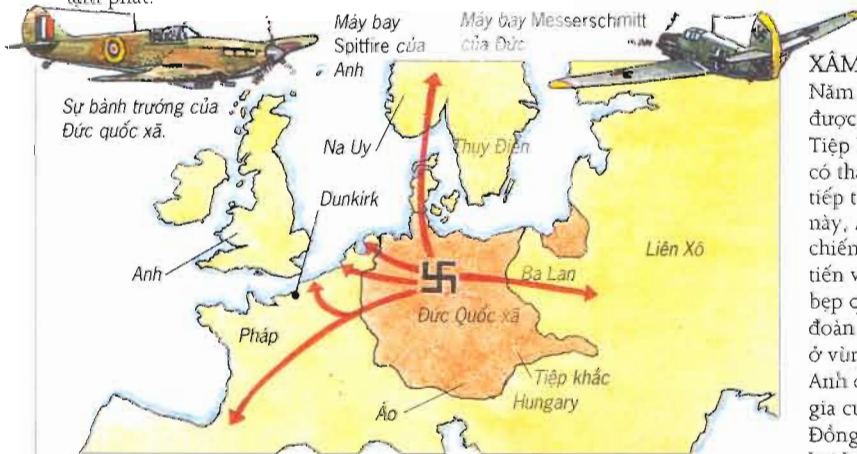 Máy bay
Spitfire của
Anh
Máy bay Messerschmitt
của Đức
Sự bành trướng của
Đức quốc xã.
Na Uy
Thụy Điển
Dunkirk
Anh
Liên Xô
Ba Lan
Đức Quốc xã
Pháp
Tiệp khắc
Hungary
Áo
XÂM
Năm
được
Tiệp
có
tiếp
này,
chiến
tiến
bẹp
đoàn
ở vùn
Anh
gia
Đồng